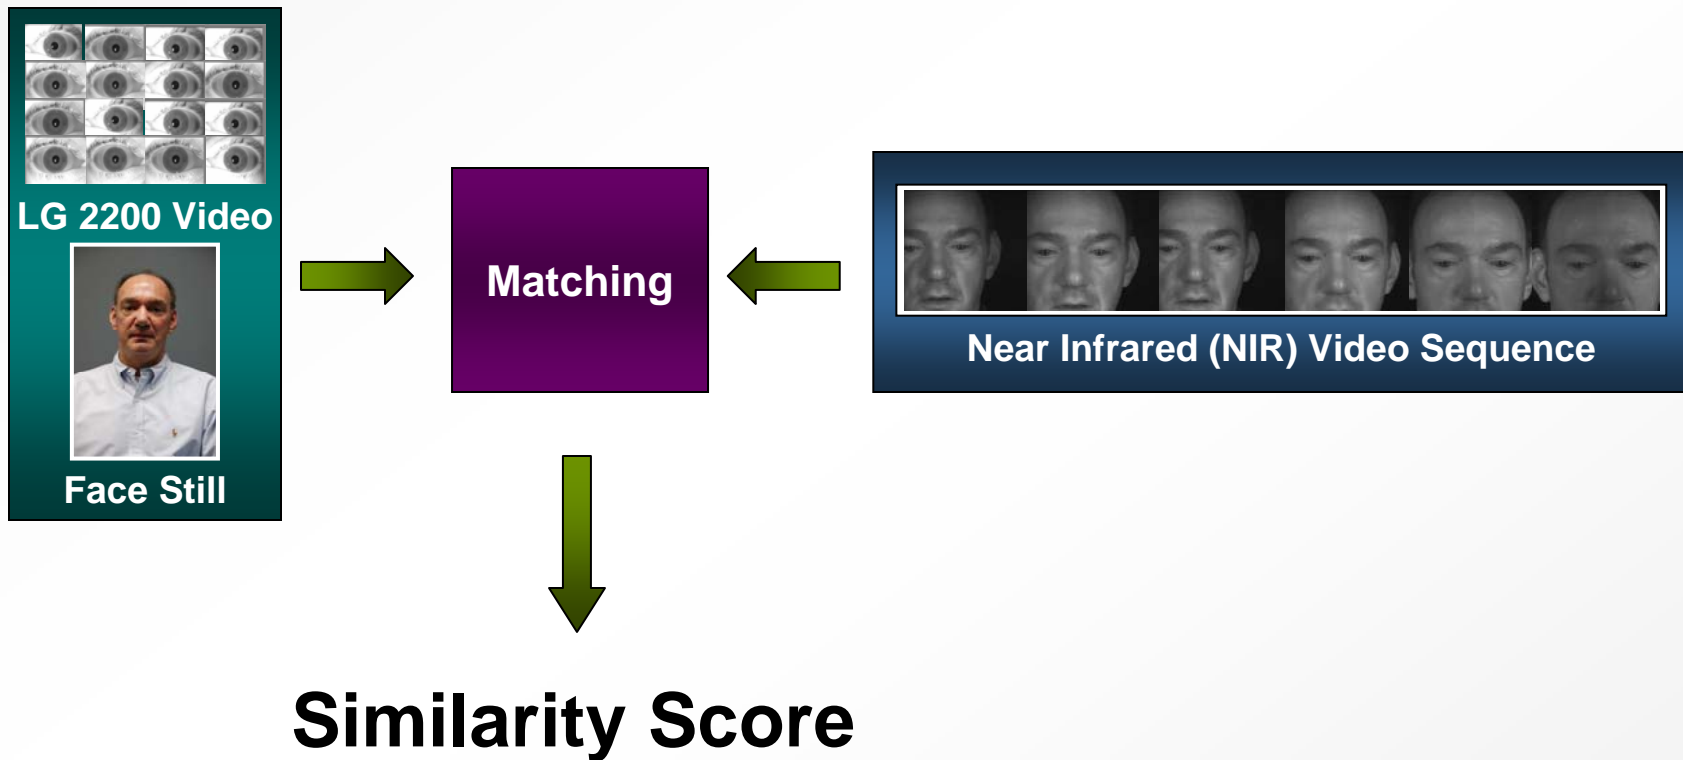 LG 2200 Video
Face Still
Matching
Near Infrared (NIR) Video Sequence
Similarity Score